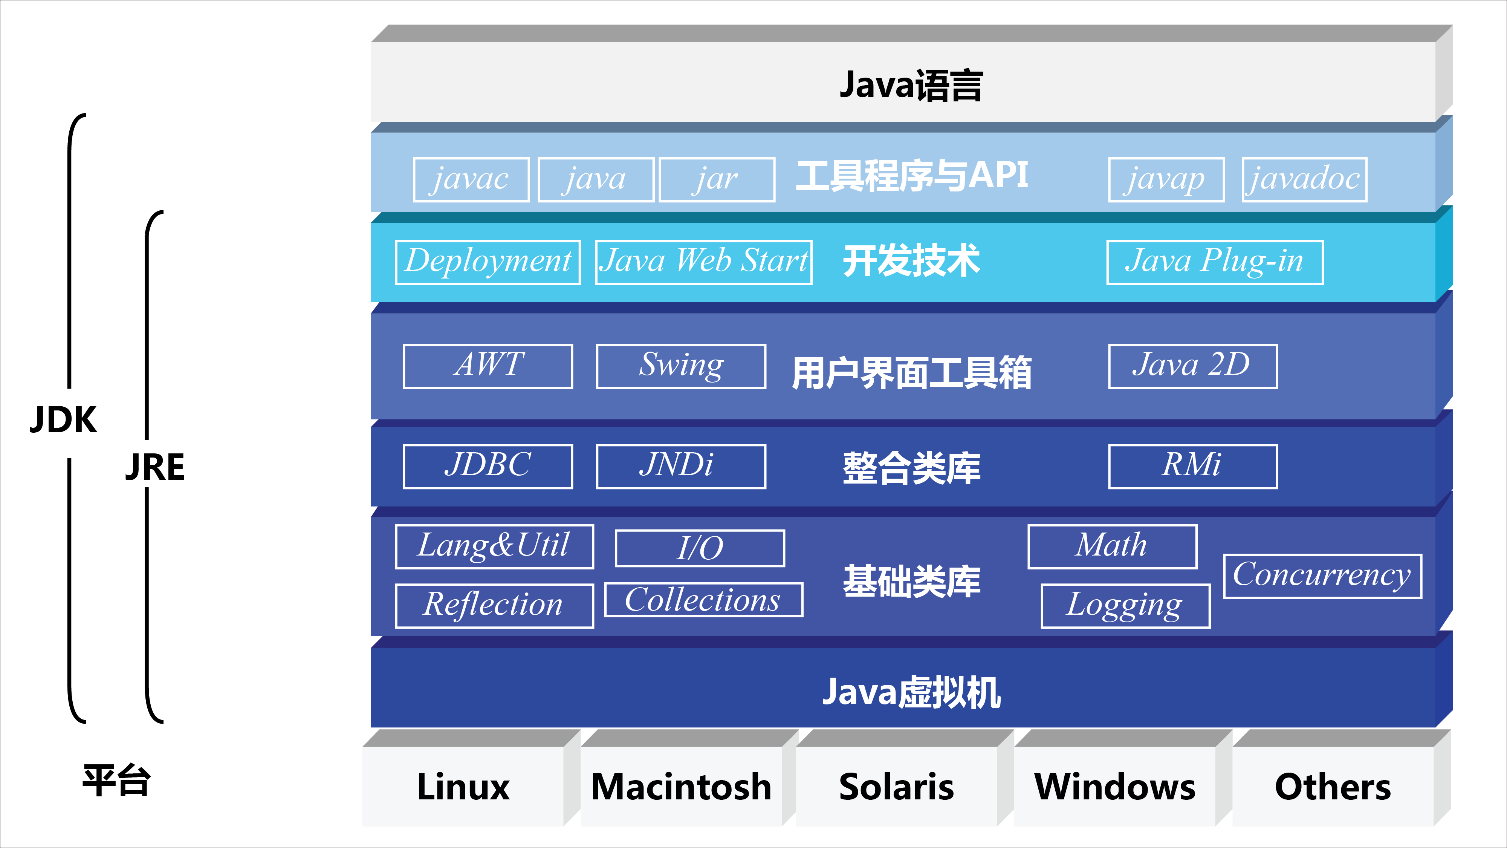 Java语言
javac java jar 工具程序与API javap javadoc
Deployment Java Web Start 开发技术 Java Plug-in
AWT Swing 用户界面工具箱 Java 2D
JDK
JRE
JDBC JNDi 整合类库 RMi
Lang&Util I/O Math
基础类库 Concurrency
Reflection Collections Logging
Java虚拟机
平台 Linux Macintosh Solaris Windows Others